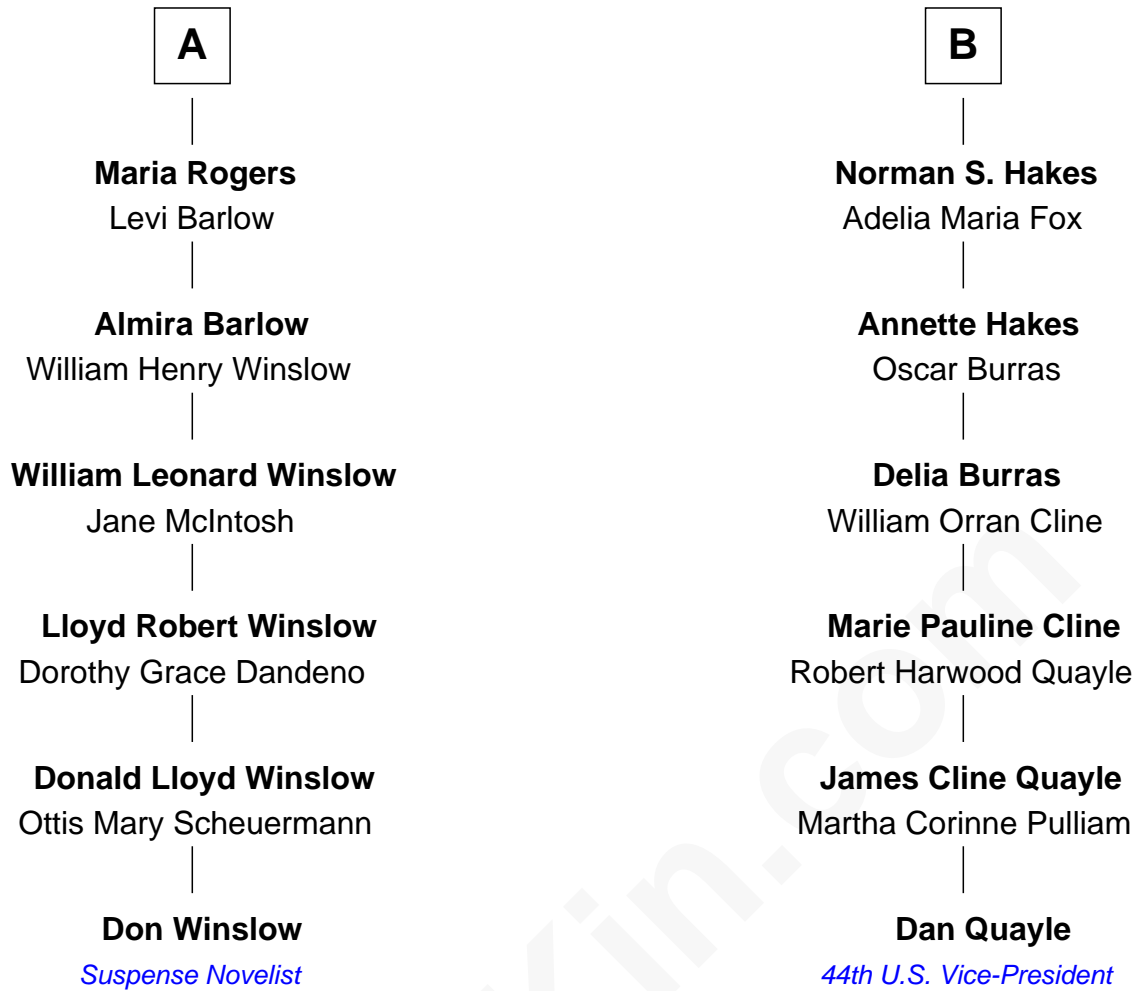 A
Maria Rogers
Levi Barlow
Almira Barlow
William Henry Winslow
William Leonard Winslow
Jane McIntosh
Lloyd Robert Winslow
Dorothy Grace Dandeno
Donald Lloyd Winslow
Ottis Mary Scheuermann
Don Winslow
Suspense Novelist
B
Norman S. Hakes
Adelia Maria Fox
Annette Hakes
Oscar Burras
Delia Burras
William Orran Cline
Marie Pauline Cline
Robert Harwood Quayle
James Cline Quayle
Martha Corinne Pulliam
Dan Quayle
44th U.S. Vice-President
Kin.com